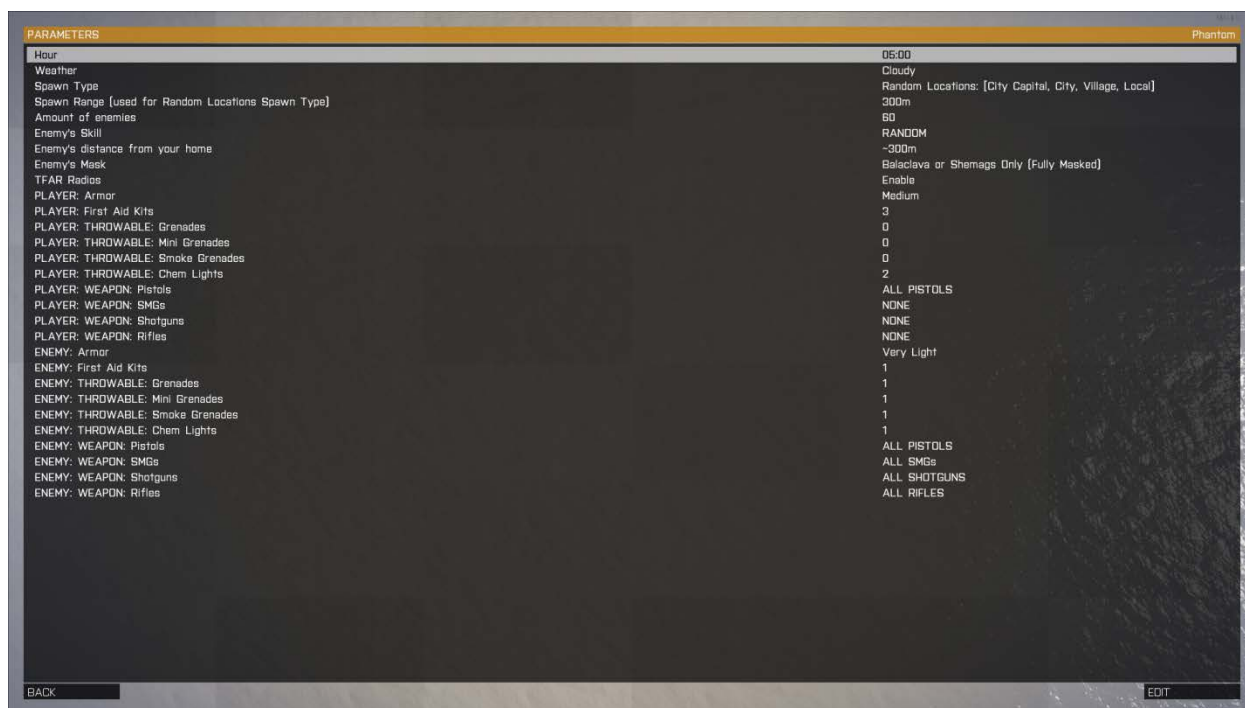 PARAMETERS Phantom
Hour 05:00
Weather Cloudy
Spawn Type Random Locations: [City Capital, City, Village, Local]
Spawn Range [used for Random Locations Spawn Type] 300m
Amount of enemies 60
Enemy's Skill RANDOM
Enemy's distance from your home ~300m
Enemy's Mask Balaclava or Shemags Only [Fully Masked]
TFAR Radios Enable
PLAYER: Armor Medium
PLAYER: First Aid Kits 3
PLAYER: THROWABLE: Grenades 0
PLAYER: THROWABLE: Mini Grenades 0
PLAYER: THROWABLE: Smoke Grenades 0
PLAYER: THROWABLE: Chem Lights 2
PLAYER: WEAPON: Pistols ALL PISTOLS
PLAYER: WEAPON: SMGs NONE
PLAYER: WEAPON: Shotguns NONE
PLAYER: WEAPON: Rifles NONE
ENEMY: Armor Very Light
ENEMY: First Aid Kits 1
ENEMY: THROWABLE: Grenades 1
ENEMY: THROWABLE: Mini Grenades 1
ENEMY: THROWABLE: Smoke Grenades 1
ENEMY: THROWABLE: Chem Lights 1
ENEMY: WEAPON: Pistols ALL PISTOLS
ENEMY: WEAPON: SMGs ALL SMGs
ENEMY: WEAPON: Shotguns ALL SHOTGUNS
ENEMY: WEAPON: Rifles ALL RIFLES
BACK EDIT